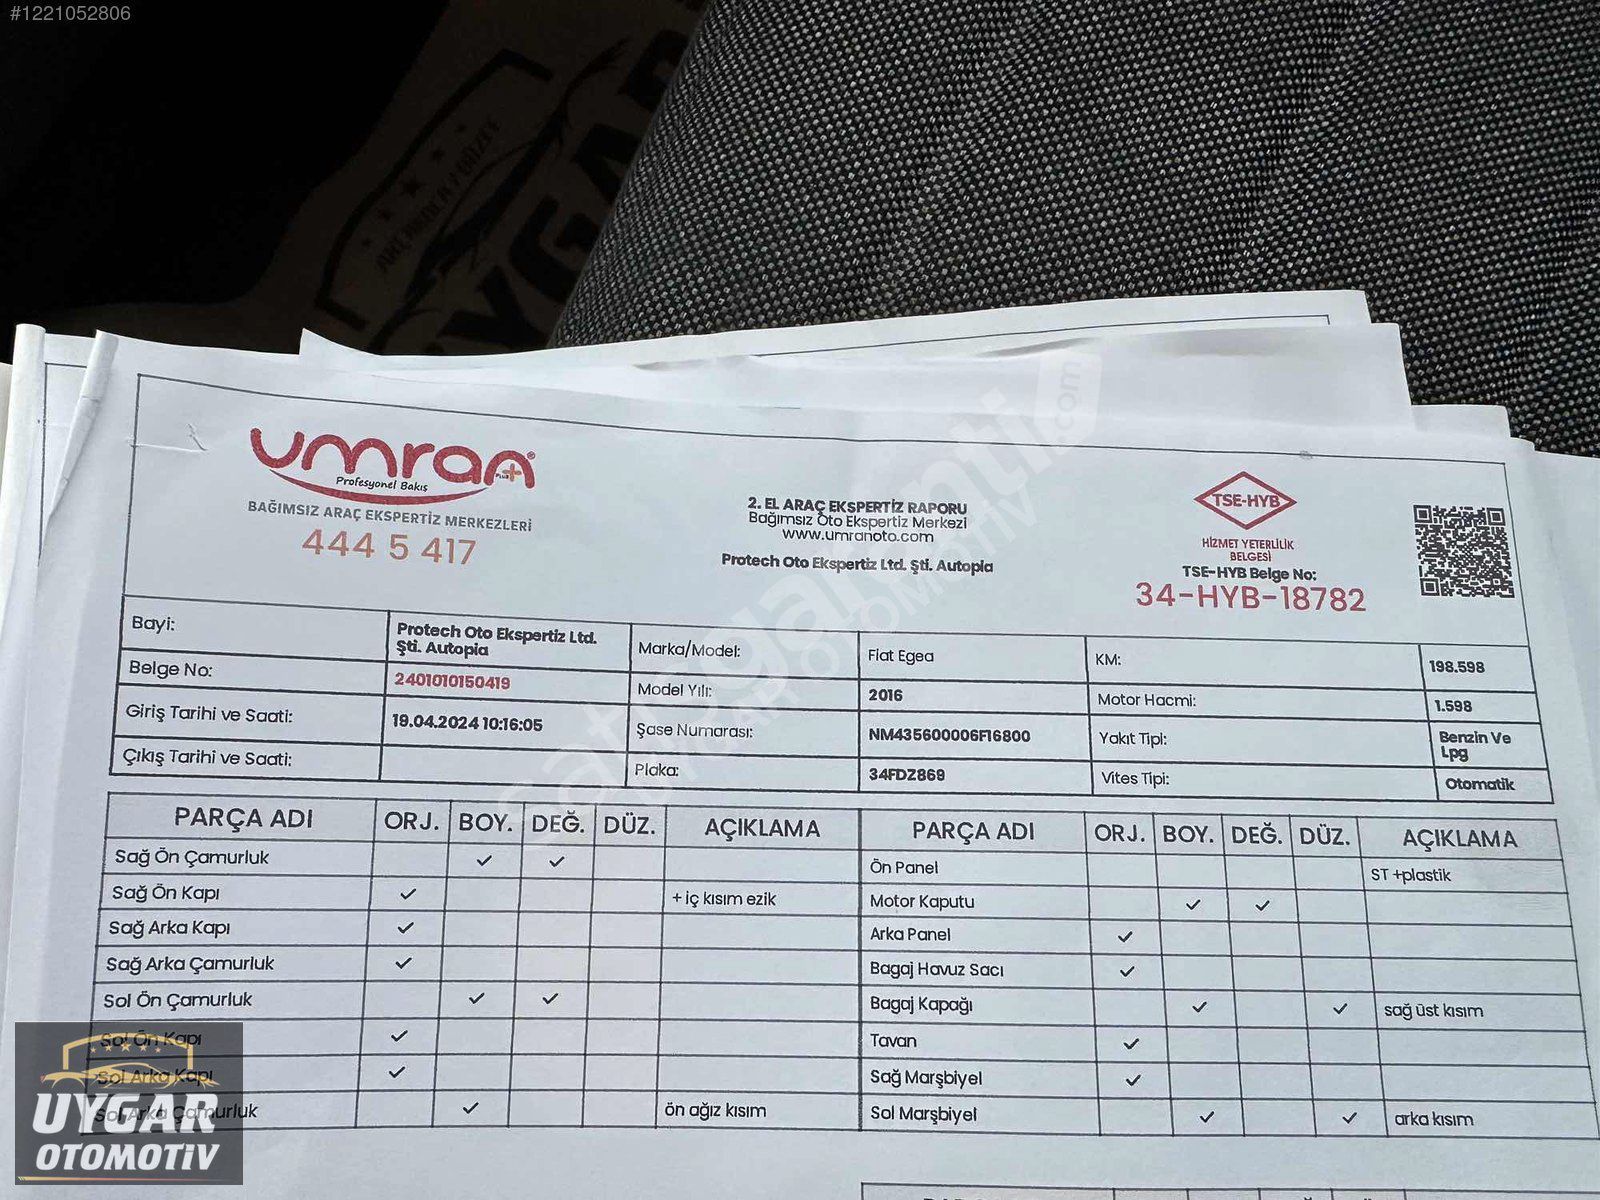 #1221052806
umran
PLUS
Profesyonel Bakış
BAĞIMSIZ ARAÇ EKSPERTİZ MERKEZLERİ
444 5 417
2. EL ARAÇ EKSPERTİZ RAPORU
Bağımsız Oto Ekspertiz Merkezi
www.umranoto.com
Protech Oto Ekspertiz Ltd. Şti. Autopia
TSE-HYB
HİZMET YETERLİLİK
BELGESİ
TSE-HYB Belge No:
34-HYB-18782
Bayi: Protech Oto Ekspertiz Ltd. Şti. Autopia Marka/Model: Fiat Egea KM: 198.598
Belge No: 2401010150419 Model Yılı: 2016 Motor Hacmi: 1.598
Giriş Tarihi ve Saati: 19.04.2024 10:16:05 Şase Numarası: NM435600006F16800 Yakıt Tipi: Benzin Ve Lpg
Çıkış Tarihi ve Saati: Plaka: 34FDZ869 Vites Tipi: Otomatik
PARÇA ADI ORJ. BOY. DEĞ. DÜZ. AÇIKLAMA PARÇA ADI ORJ. BOY. DEĞ. DÜZ. AÇIKLAMA
Sağ Ön Çamurluk ✓ ✓ Ön Panel ST +plastik
Sağ Ön Kapı ✓ + iç kısım ezik Motor Kaputu ✓ ✓
Sağ Arka Kapı ✓ Arka Panel ✓
Sağ Arka Çamurluk ✓ Bagaj Havuz Sacı ✓
Sol Ön Çamurluk ✓ ✓ Bagaj Kapağı ✓ ✓ sağ üst kısım
Sol Ön Kapı ✓ Tavan ✓
Sol Arka Kapı ✓ Sağ Marşbiyel ✓
Sol Arka Çamurluk ✓ ön ağız kısım Sol Marşbiyel ✓ ✓ arka kısım
UYGAR
OTOMOTİV